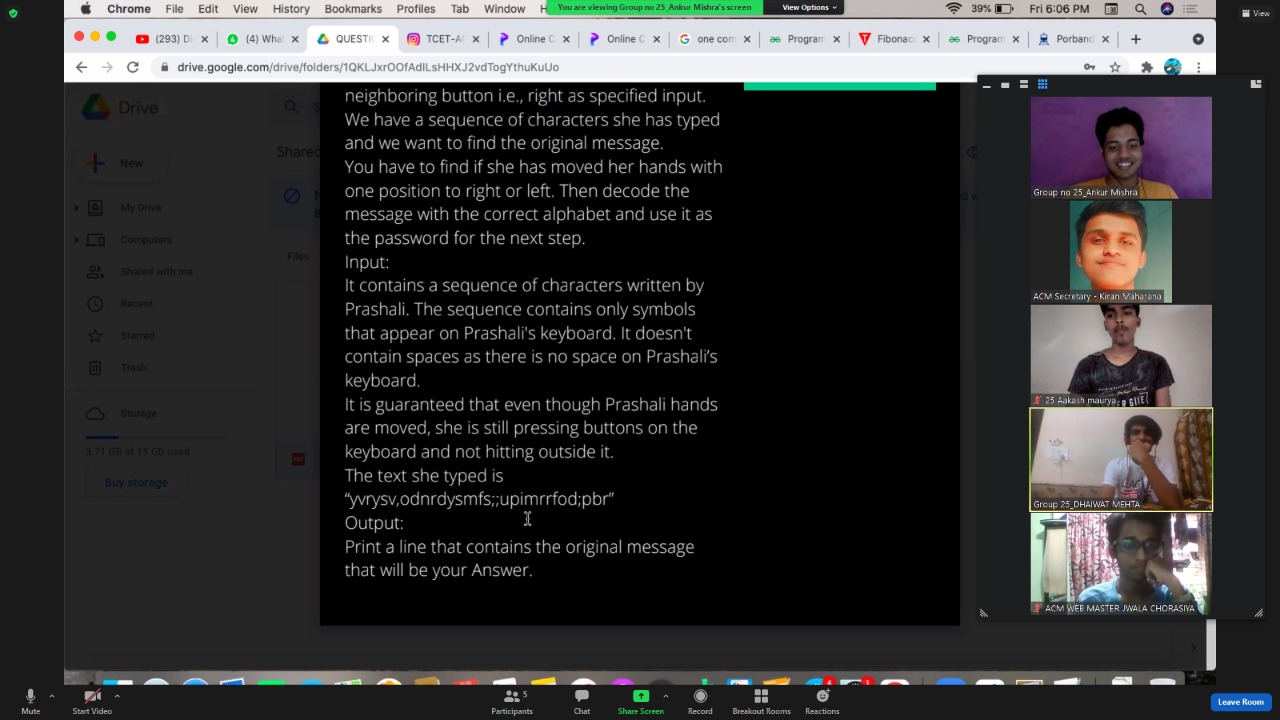 Chrome File Edit View History Bookmarks Profiles Tab Window
You are viewing Group no 25_Ankur Mishra's screen
View Options
39% Fri 6:06 PM
View
(293) Di
(4) What
QUESTIO
TCET-AC
Online C
Online C
one com
Program
Fibonac
Program
Porband
drive.google.com/drive/folders/1QKLJxrOOfAdlLsHHXJ2vdTogYthuKuUo
Drive
New
Shared
My Drive
Computers
Shared with me
Files
Recent
Starred
Trash
Storage
3.71 GB of 15 GB used
Buy storage
neighboring button i.e., right as specified input.
We have a sequence of characters she has typed
and we want to find the original message.
You have to find if she has moved her hands with
one position to right or left. Then decode the
message with the correct alphabet and use it as
the password for the next step.
Input:
It contains a sequence of characters written by
Prashali. The sequence contains only symbols
that appear on Prashali's keyboard. It doesn't
contain spaces as there is no space on Prashali’s
keyboard.
It is guaranteed that even though Prashali hands
are moved, she is still pressing buttons on the
keyboard and not hitting outside it.
The text she typed is
“yvrysv,odnrdysmfs;;upimrrfod;pbr”
Output:
Print a line that contains the original message
that will be your Answer.
Group no 25_Ankur Mishra
ACM Secretary - Kiran Maharana
25 Aakash maurya
Group 25_DHAIWAT MEHTA
ACM WEB MASTER JWALA CHORASIYA
Mute
Start Video
Participants
5
Chat
Share Screen
Record
Breakout Rooms
Reactions
Leave Room